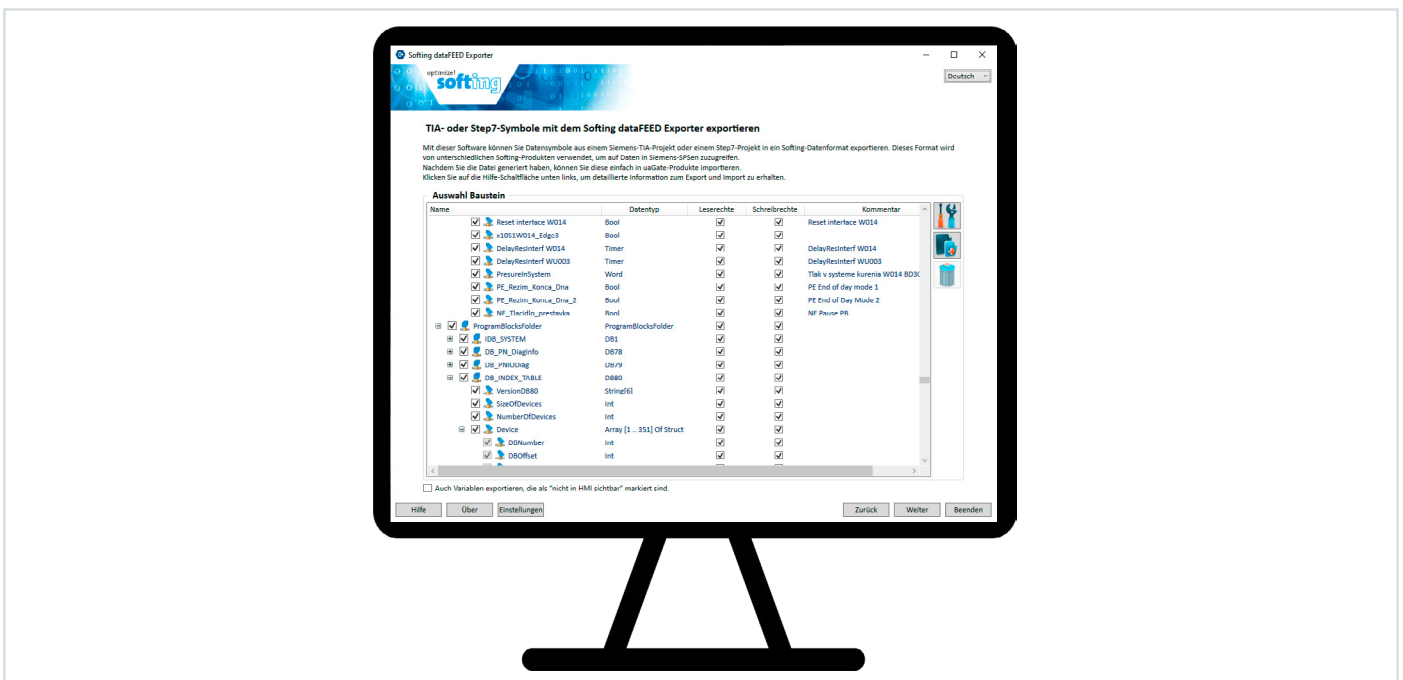 Softing dataFEED Exporter
optimize!
softing
Deutsch
TIA- oder Step7-Symbole mit dem Softing dataFEED Exporter exportieren
Mit dieser Software können Sie Datensymbole aus einem Siemens-TIA-Projekt oder einem Step7-Projekt in ein Softing-Datenformat exportieren. Dieses Format wird
von unterschiedlichen Softing-Produkten verwendet, um auf Daten in Siemens-SPSen zuzugreifen.
Nachdem Sie die Datei generiert haben, können Sie diese einfach in uaGate-Produkte importieren.
Klicken Sie auf die Hilfe-Schaltfläche unten links, um detaillierte Information zum Export und Import zu erhalten.
Auswahl Baustein
Name Datentyp Leserechte Schreibrechte Kommentar
Reset interface W014 Bool Reset interface W014
x1051W014_Edge3 Bool
DelayResInterf W014 Timer DelayResInterf W014
DelayResInterf WU003 Timer DelayResInterf WU003
PresureInSystem Word Tlak v systeme kurenia W014 BD30
PE_Rezim_Konca_Dna Bool PE End of day mode 1
PE_Rezim_Konca_Dna_2 Bool PE End of Day Mode 2
NF_Tlacidlo_prestavka Bool NF Pause PB
ProgramBlocksFolder ProgramBlocksFolder
IDB_SYSTEM DB1
DB_PN_DiagInfo DB78
DB_PNIODiag DB79
DB_INDEX_TABLE DB80
VersionDB80 String[6]
SizeOfDevices Int
NumberOfDevices Int
Device Array [1 .. 351] Of Struct
DBNumber Int
DBOffset Int
Auch Variablen exportieren, die als "nicht in HMI sichtbar" markiert sind.
Hilfe Über Einstellungen Zurück Weiter Beenden